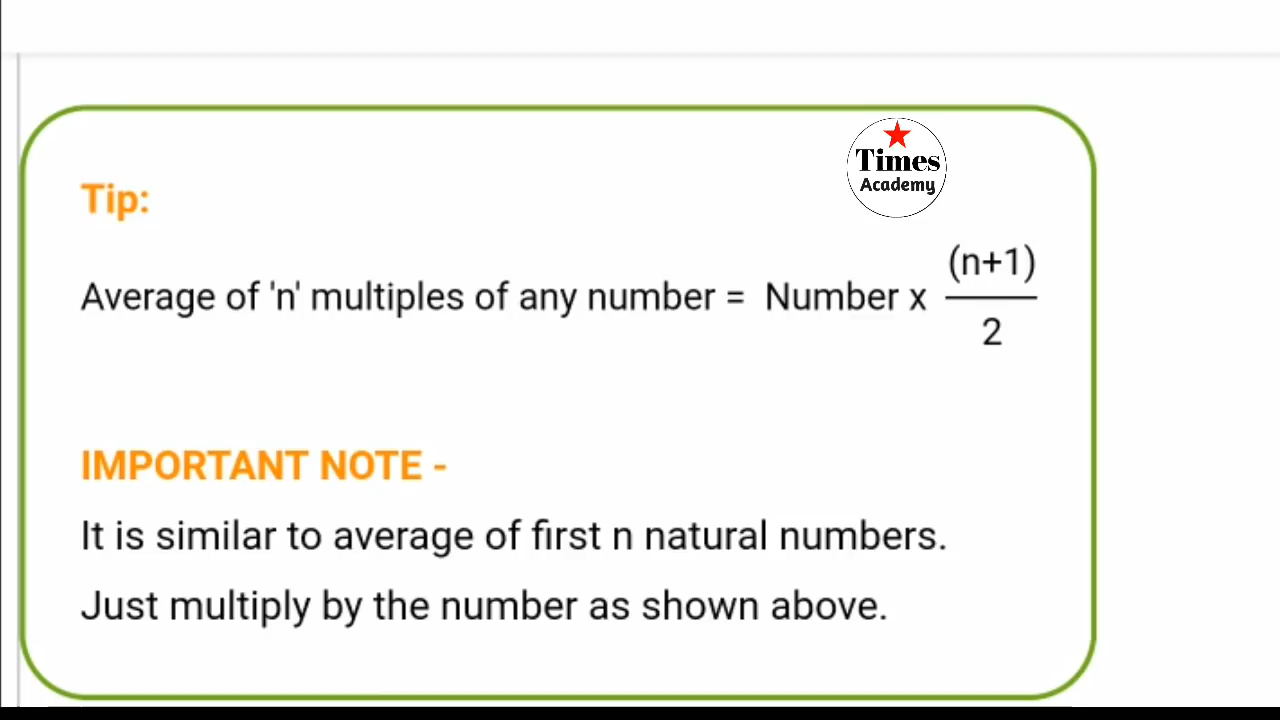 Times
Academy
Tip:
Average of 'n' multiples of any number = Number x (n+1)/2
IMPORTANT NOTE -
It is similar to average of first n natural numbers.
Just multiply by the number as shown above.